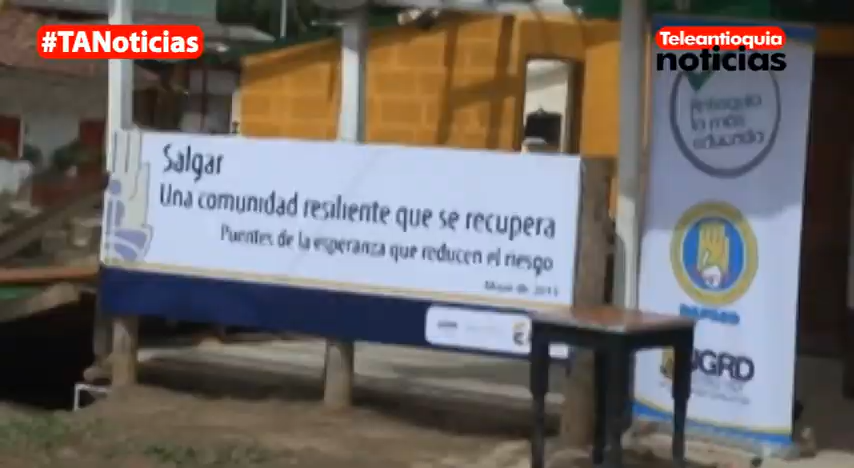 #TANoticias
Teleantioquia
noticias
Antioquia
la más
educada
Salgar
Una comunidad resiliente que se recupera
Puentes de la esperanza que reducen el riesgo
DAPARD